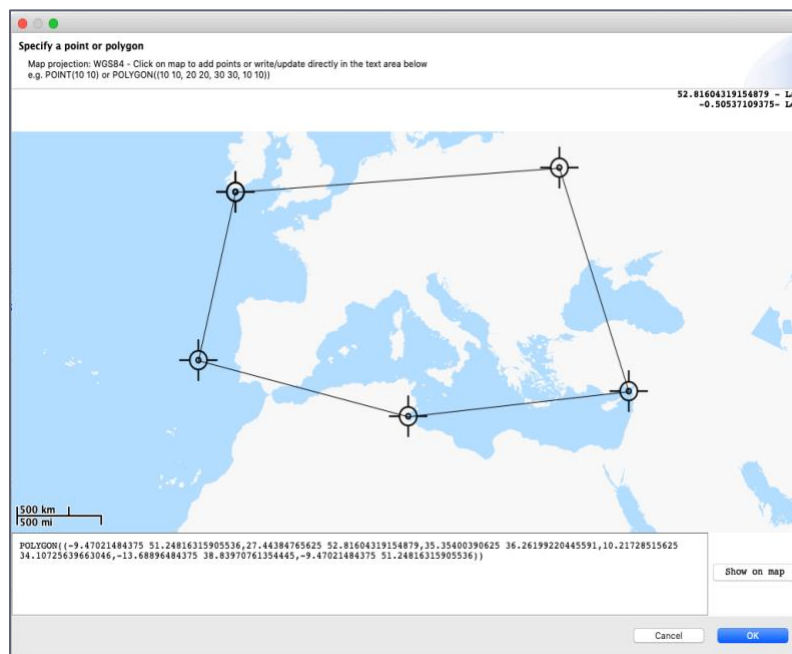 Specify a point or polygon
Map projection: WGS84 - Click on map to add points or write/update directly in the text area below
e.g. POINT(10 10) or POLYGON((10 10, 20 20, 30 30, 10 10))
52.81604319154879 - L
-0.50537109375- L
500 km
500 mi
POLYGON((-9.47021484375 51.24816315905536,27.44384765625 52.81604319154879,35.35400390625 36.26199220445591,10.21728515625
34.10725639663046,-13.68896484375 38.83970761354445,-9.47021484375 51.24816315905536))
Show on map
Cancel
OK